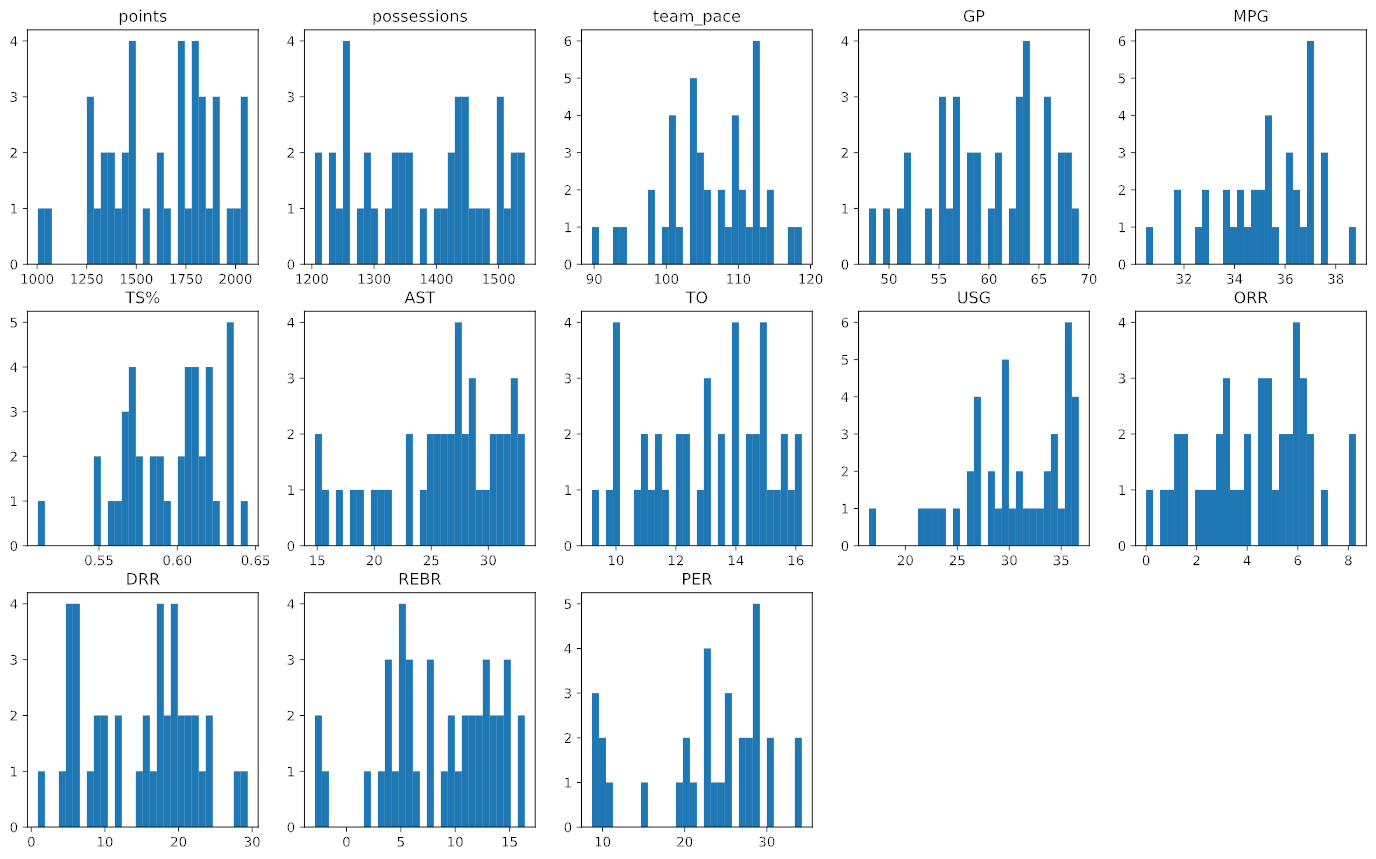 points possessions team_pace GP MPG
4 4 6 4 6
5 5
3 3 3
4 4
2 2 3 2 3
2 2
1 1 1
1 1
0 0 0 0 0
1000 1250 1500 1750 2000 1200 1300 1400 1500 90 100 110 120 50 55 60 65 70 32 34 36 38
TS% AST TO USG ORR
5 4 4 6 4
4 5
3 3 3
3 4
2 2 3 2
2
2
1 1 1 1
1
0 0 0 0 0
0.55 0.60 0.65 15 20 25 30 10 12 14 16 20 25 30 35 0 2 4 6 8
DRR REBR PER
4 4 5
4
3 3
3
2 2
2
1 1
1
0 0 0
0 10 20 30 0 5 10 15 10 20 30